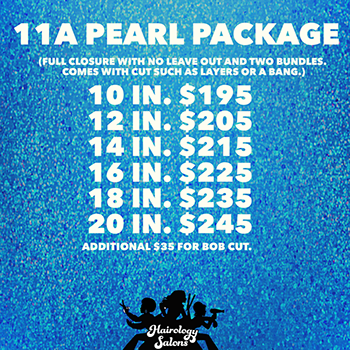 11A PEARL PACKAGE
(FULL CLOSURE WITH NO LEAVE OUT AND TWO BUNDLES.
COMES WITH CUT SUCH AS LAYERS OR A BANG.)
10 IN. $195
12 IN. $205
14 IN. $215
16 IN. $225
18 IN. $235
20 IN. $245
ADDITIONAL $35 FOR BOB CUT.
Hairology
Salons